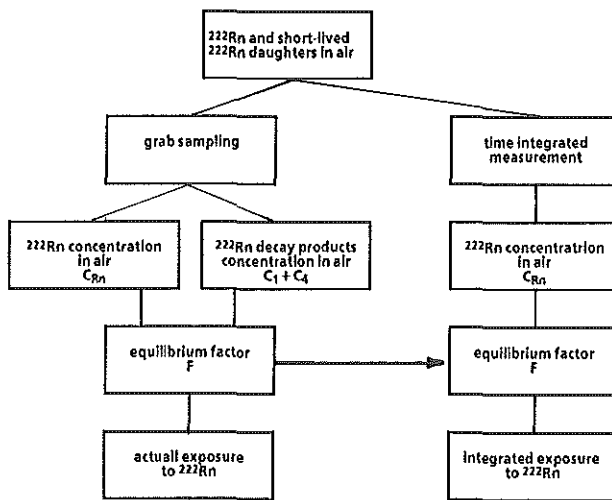 ²²²Rn and short-lived
²²²Rn daughters in air
grab sampling
time integrated
measurement
²²²Rn concentration
in air
C_Rn
²²²Rn decay products
concentration in air
C₁ + C₄
²²²Rn concentratrion
in air
C_Rn
equilibrium factor
F
equilibrium factor
F
actuall exposure
to ²²²Rn
integrated exposure
to ²²²Rn